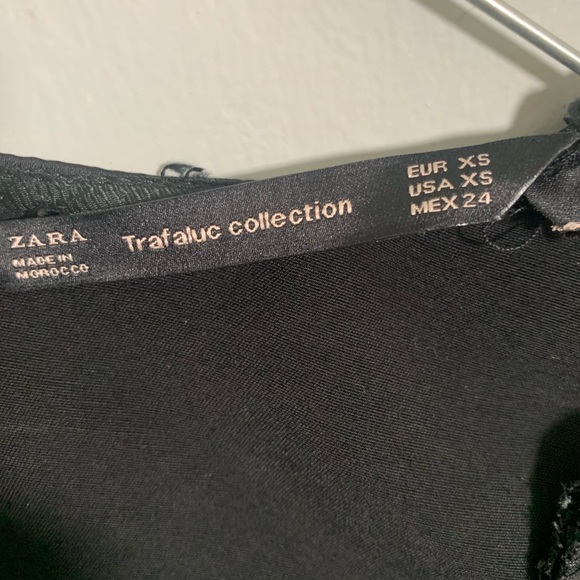 ZARA
MADE IN
MOROCCO
Trafaluc collection
EUR XS
USA XS
MEX 24